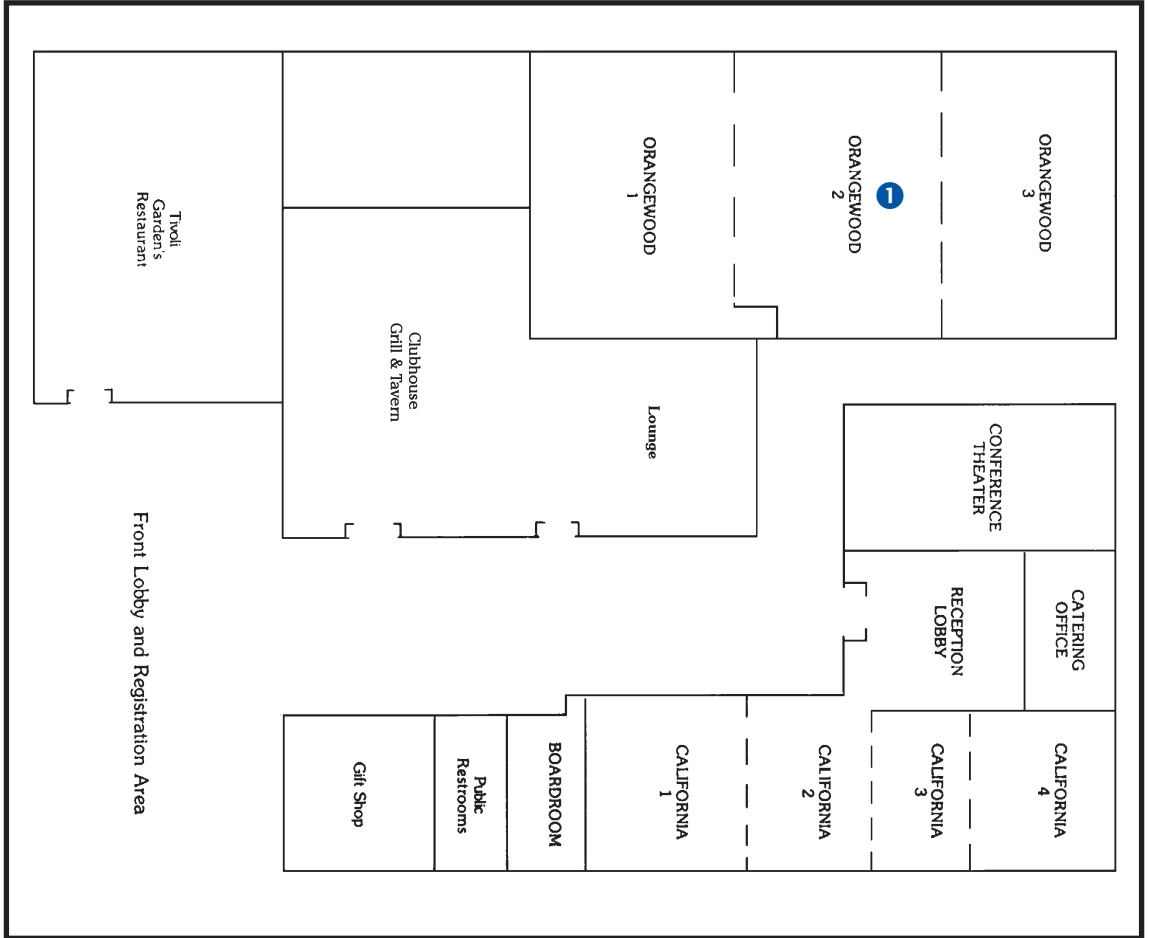 ORANGEWOOD
3
ORANGEWOOD
2
1
ORANGEWOOD
1
Tivoli
Garden's
Restaurant
Clubhouse
Grill & Tavern
Lounge
CONFERENCE
THEATER
CATERING
OFFICE
RECEPTION
LOBBY
CALIFORNIA
4
CALIFORNIA
3
CALIFORNIA
2
CALIFORNIA
1
BOARDROOM
Public
Restrooms
Gift Shop
Front Lobby and Registration Area